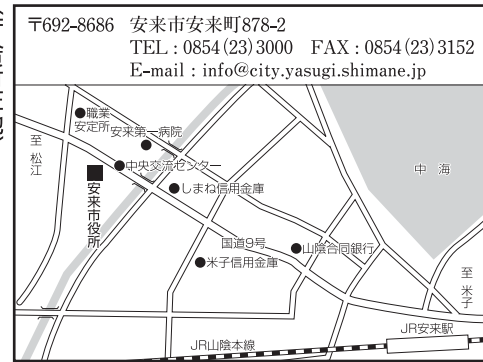 〒692-8686 安来市安来町878-2
TEL：0854(23)3000 FAX：0854(23)3152
E-mail：info@city.yasugi.shimane.jp
至 松江
●職業
安定所
安来第一病院
●
●中央交流センター
■
安来市役所
●しまね信用金庫
中海
国道9号
●山陰合同銀行
●米子信用金庫
至 米子
JR安来駅
JR山陰本線